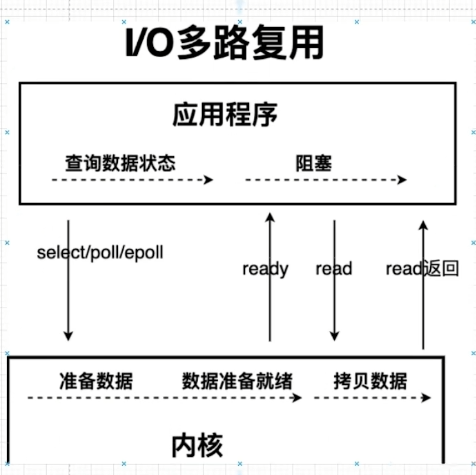 I/O多路复用
应用程序
查询数据状态
阻塞
select/poll/epoll
ready
read
read返回
准备数据
数据准备就绪
拷贝数据
内核